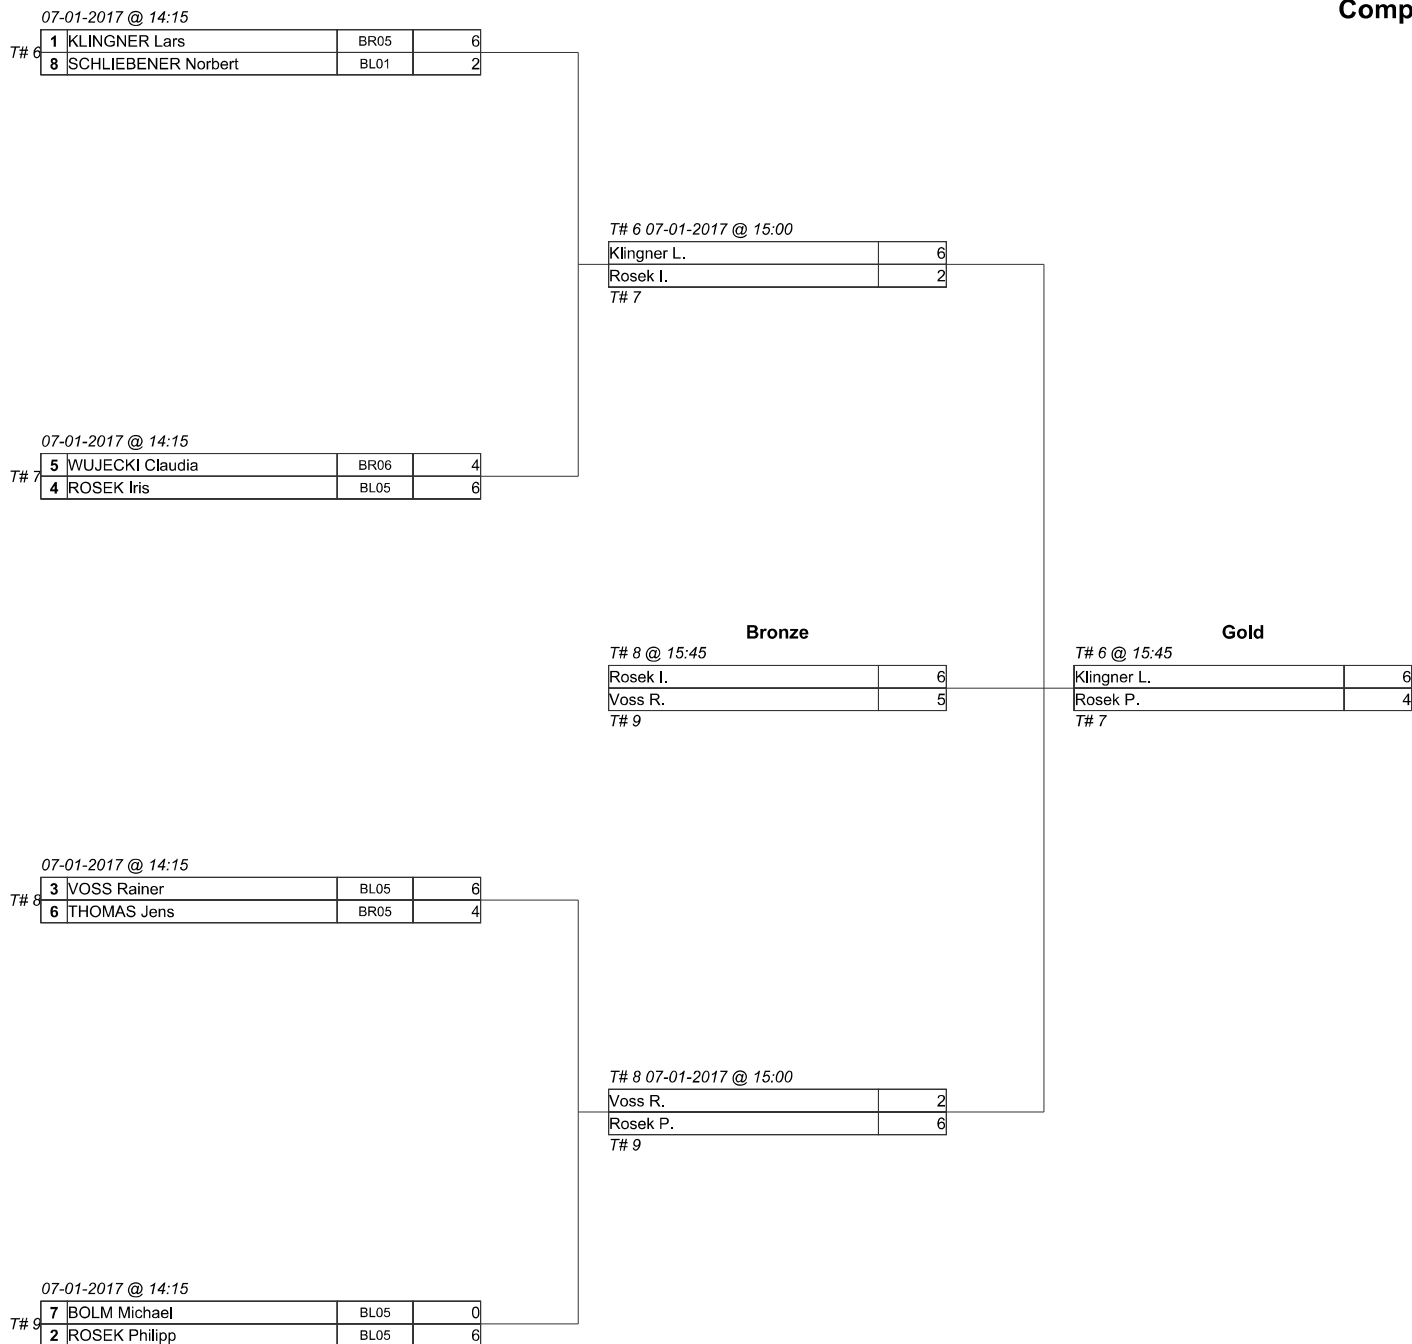 Comp
07-01-2017 @ 14:15
T# 6
1 KLINGNER Lars BR05 6
8 SCHLIEBENER Norbert BL01 2
T# 6 07-01-2017 @ 15:00
Klingner L. 6
Rosek I. 2
T# 7
07-01-2017 @ 14:15
T# 7
5 WUJECKI Claudia BR06 4
4 ROSEK Iris BL05 6
Bronze
T# 8 @ 15:45
Rosek I. 6
Voss R. 5
T# 9
Gold
T# 6 @ 15:45
Klingner L. 6
Rosek P. 4
T# 7
07-01-2017 @ 14:15
T# 8
3 VOSS Rainer BL05 6
6 THOMAS Jens BR05 4
T# 8 07-01-2017 @ 15:00
Voss R. 2
Rosek P. 6
T# 9
07-01-2017 @ 14:15
T# 9
7 BOLM Michael BL05 0
2 ROSEK Philipp BL05 6